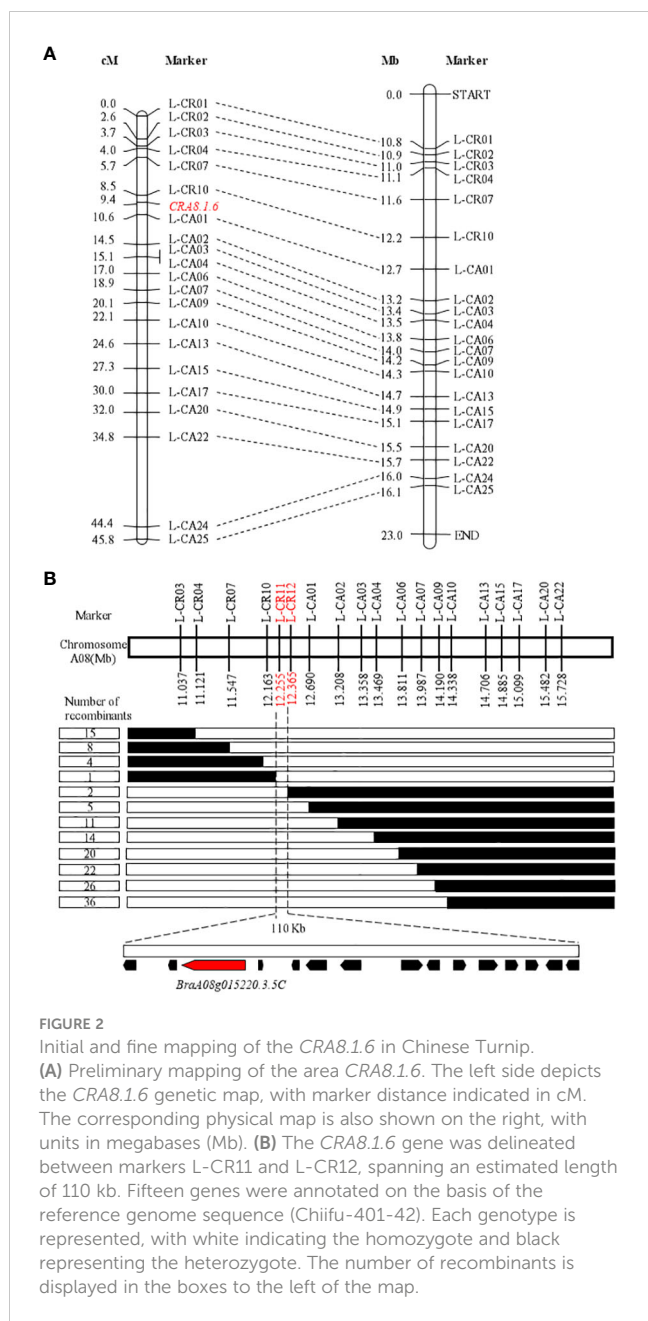 A
cM Marker Mb Marker
0.0 L-CR01
2.6 L-CR02
3.7 L-CR03
4.0 L-CR04
5.7 L-CR07
8.5 L-CR10
9.4 CRA8.1.6
10.6 L-CA01
14.5 L-CA02
15.1 L-CA03
L-CA04
17.0 L-CA06
18.9 L-CA07
20.1 L-CA09
22.1 L-CA10
24.6 L-CA13
27.3 L-CA15
30.0 L-CA17
32.0 L-CA20
34.8 L-CA22
44.4 L-CA24
45.8 L-CA25
0.0 START
10.8 L-CR01
10.9 L-CR02
11.0 L-CR03
11.1 L-CR04
11.6 L-CR07
12.2 L-CR10
12.7 L-CA01
13.2 L-CA02
13.4 L-CA03
13.5 L-CA04
13.8 L-CA06
14.0 L-CA07
14.2 L-CA09
14.3 L-CA10
14.7 L-CA13
14.9 L-CA15
15.1 L-CA17
15.5 L-CA20
15.7 L-CA22
16.0 L-CA24
16.1 L-CA25
23.0 END
B
Marker L-CR03 L-CR04 L-CR07 L-CR10 L-CR11 L-CR12 L-CA01 L-CA02 L-CA03 L-CA04 L-CA06 L-CA07 L-CA09 L-CA10 L-CA13 L-CA15 L-CA17 L-CA20 L-CA22
Chromosome
A08(Mb)
11.037 11.121 11.547 12.163 12.255 12.365 12.690 13.208 13.358 13.469 13.811 13.987 14.190 14.338 14.706 14.885 15.099 15.482 15.728
Number of
recombinants
15
8
4
1
2
5
11
14
20
22
26
36
110 Kb
BraA08g015220.3.5C
FIGURE 2
Initial and fine mapping of the CRA8.1.6 in Chinese Turnip.
(A) Preliminary mapping of the area CRA8.1.6. The left side depicts
the CRA8.1.6 genetic map, with marker distance indicated in cM.
The corresponding physical map is also shown on the right, with
units in megabases (Mb). (B) The CRA8.1.6 gene was delineated
between markers L-CR11 and L-CR12, spanning an estimated length
of 110 kb. Fifteen genes were annotated on the basis of the
reference genome sequence (Chiifu-401-42). Each genotype is
represented, with white indicating the homozygote and black
representing the heterozygote. The number of recombinants is
displayed in the boxes to the left of the map.